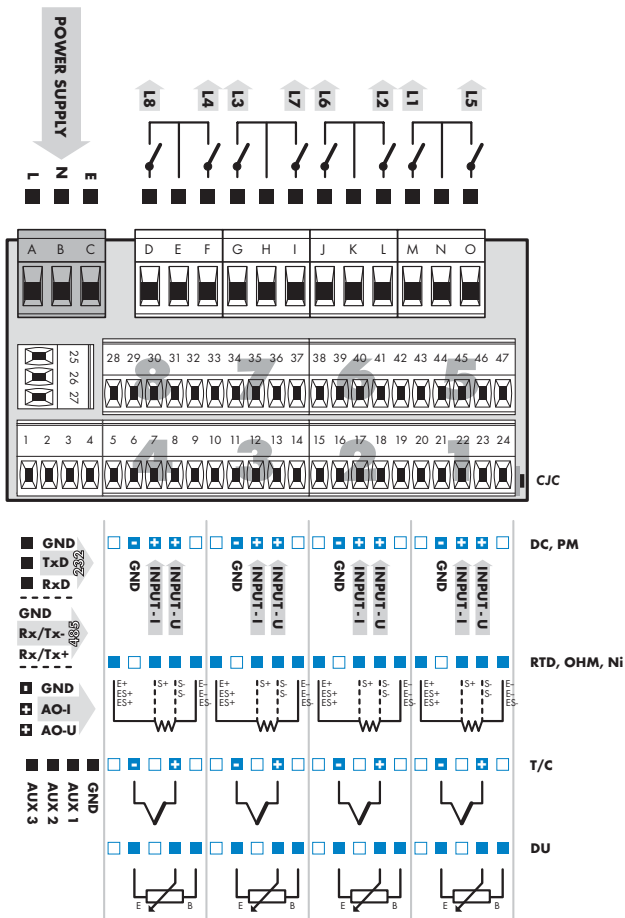 POWER SUPPLY
L8 L4 L3 L7 L6 L2 L1 L5
L N E
A B C D E F G H I J K L M N O
25 28 29 30 31 32 33 34 35 36 37 38 39 40 41 42 43 44 45 46 47
26
27
8 7 6 5
1 2 3 4 5 6 7 8 9 10 11 12 13 14 15 16 17 18 19 20 21 22 23 24
4 3 2 1
CJC
GND
TxD
RxD
232
GND
Rx/Tx-
Rx/Tx+
485
GND
AO-I
AO-U
AUX 3 AUX 2 AUX 1 GND
- + + - + + - + + - + + DC, PM
GND INPUT - I INPUT - U GND INPUT - I INPUT - U GND INPUT - I INPUT - U GND INPUT - I INPUT - U
RTD, OHM, Ni
E+ S+ S- E- E+ S+ S- E- E+ S+ S- E- E+ S+ S- E-
ES+ S- E- ES+ S- E- ES+ S- E- ES+ S- E-
ES+ ES- ES+ ES- ES+ ES- ES+ ES-
- + - + - + - + T/C
DU
E B E B E B E B